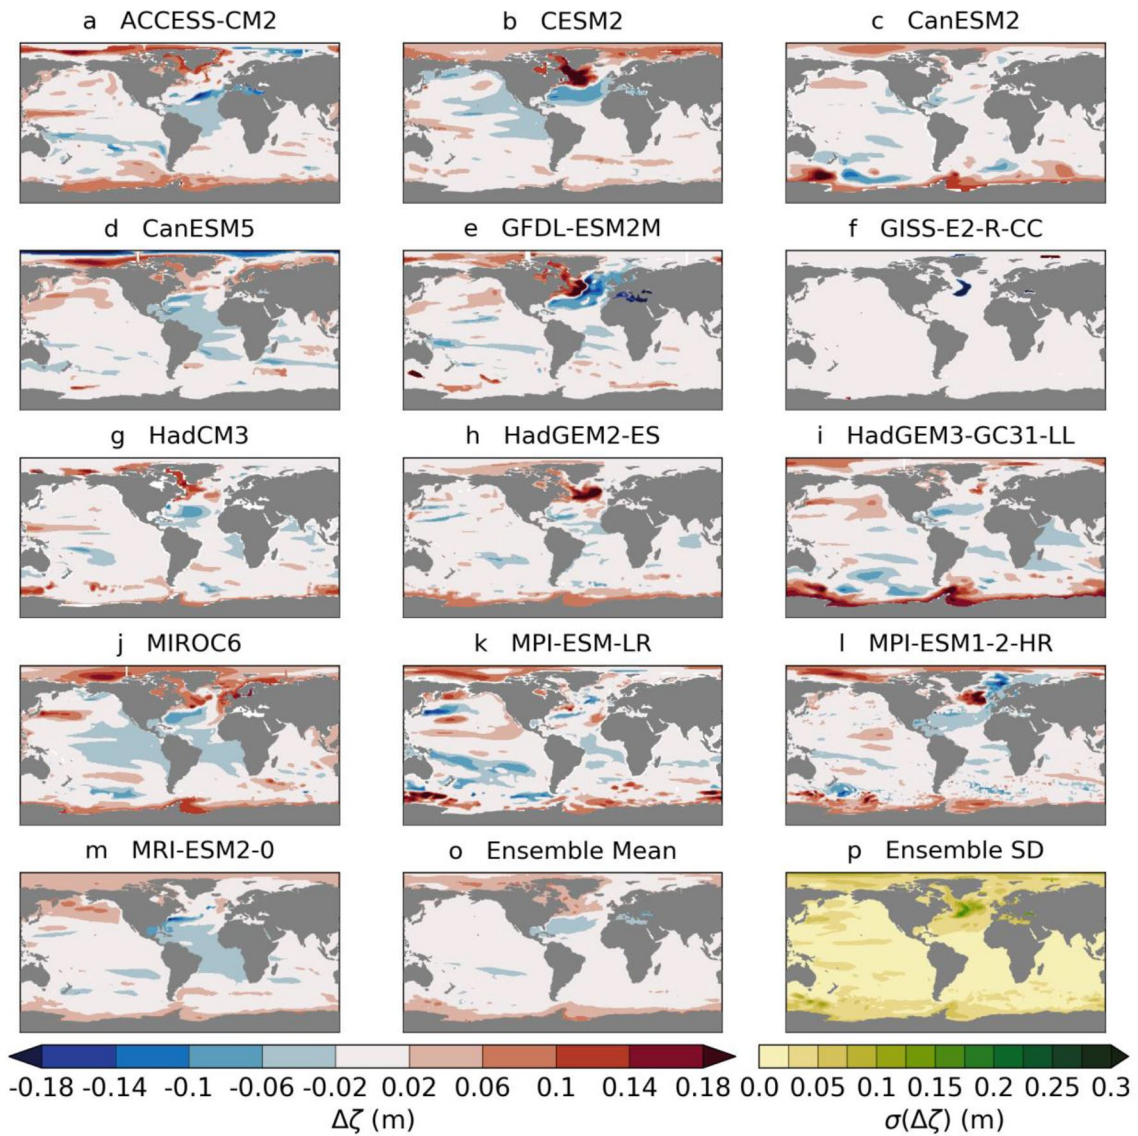 a ACCESS-CM2 b CESM2 c CanESM2
d CanESM5 e GFDL-ESM2M f GISS-E2-R-CC
g HadCM3 h HadGEM2-ES i HadGEM3-GC31-LL
j MIROC6 k MPI-ESM-LR l MPI-ESM1-2-HR
m MRI-ESM2-0 o Ensemble Mean p Ensemble SD
-0.18 -0.14 -0.1 -0.06 -0.02 0.02 0.06 0.1 0.14 0.18 0.0 0.05 0.1 0.15 0.2 0.25 0.3
Δζ (m) σ(Δζ) (m)